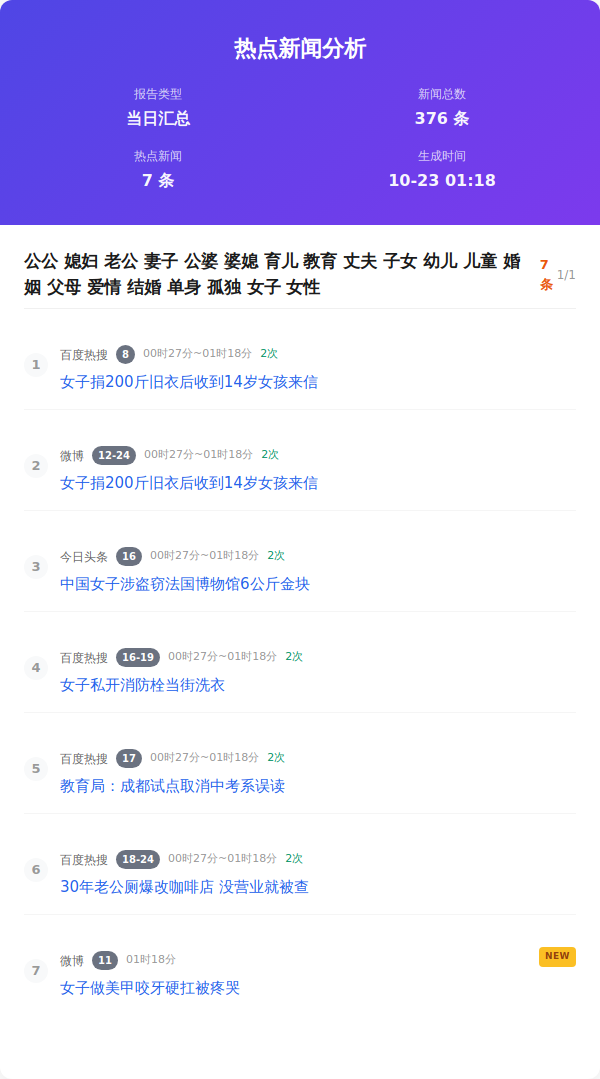 热点新闻分析
报告类型
当日汇总
新闻总数
376 条
热点新闻
7 条
生成时间
10-23 01:18
公公 媳妇 老公 妻子 公婆 婆媳 育儿 教育 丈夫 子女 幼儿 儿童 婚
姻 父母 爱情 结婚 单身 孤独 女子 女性
7
条
1/1
1
百度热搜 8 00时27分~01时18分 2次
女子捐200斤旧衣后收到14岁女孩来信
2
微博 12-24 00时27分~01时18分 2次
女子捐200斤旧衣后收到14岁女孩来信
3
今日头条 16 00时27分~01时18分 2次
中国女子涉盗窃法国博物馆6公斤金块
4
百度热搜 16-19 00时27分~01时18分 2次
女子私开消防栓当街洗衣
5
百度热搜 17 00时27分~01时18分 2次
教育局：成都试点取消中考系误读
6
百度热搜 18-24 00时27分~01时18分 2次
30年老公厕爆改咖啡店 没营业就被查
7
微博 11 01时18分 NEW
女子做美甲咬牙硬扛被疼哭